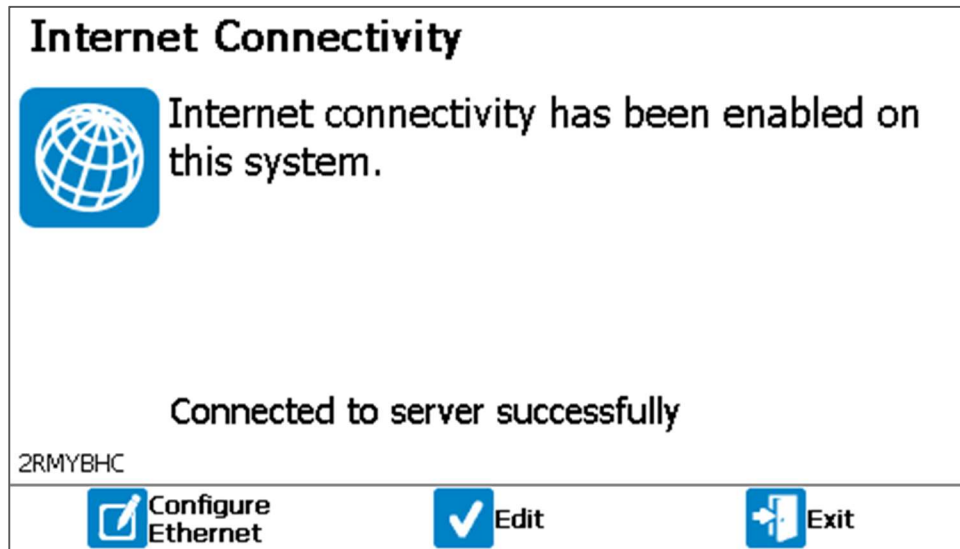 Internet Connectivity
Internet connectivity has been enabled on
this system.
Connected to server successfully
2RMYBHC
Configure
Ethernet
Edit
Exit